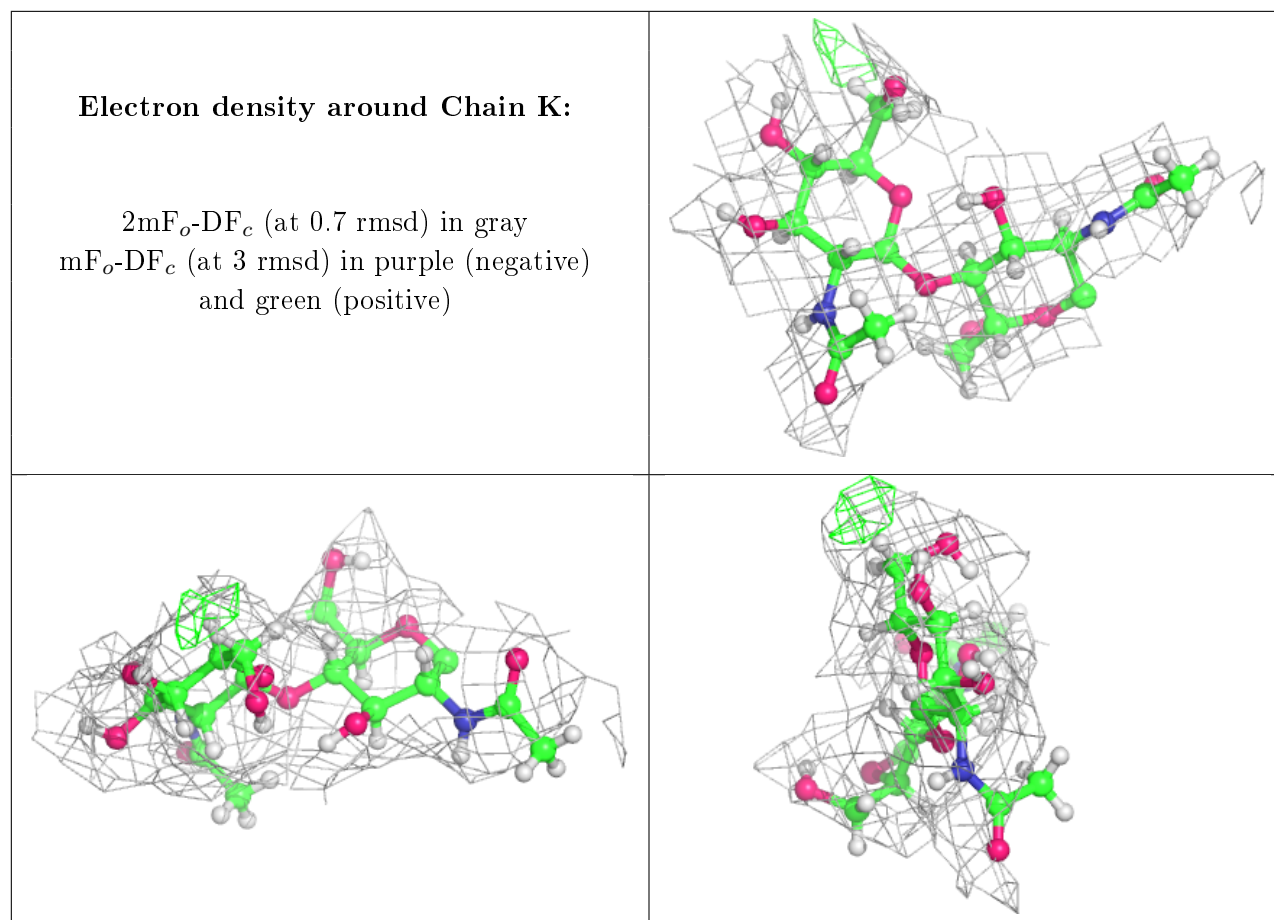 Electron density around Chain K:
2mFₒ-DF𝒸 (at 0.7 rmsd) in gray
mFₒ-DF𝒸 (at 3 rmsd) in purple (negative)
and green (positive)